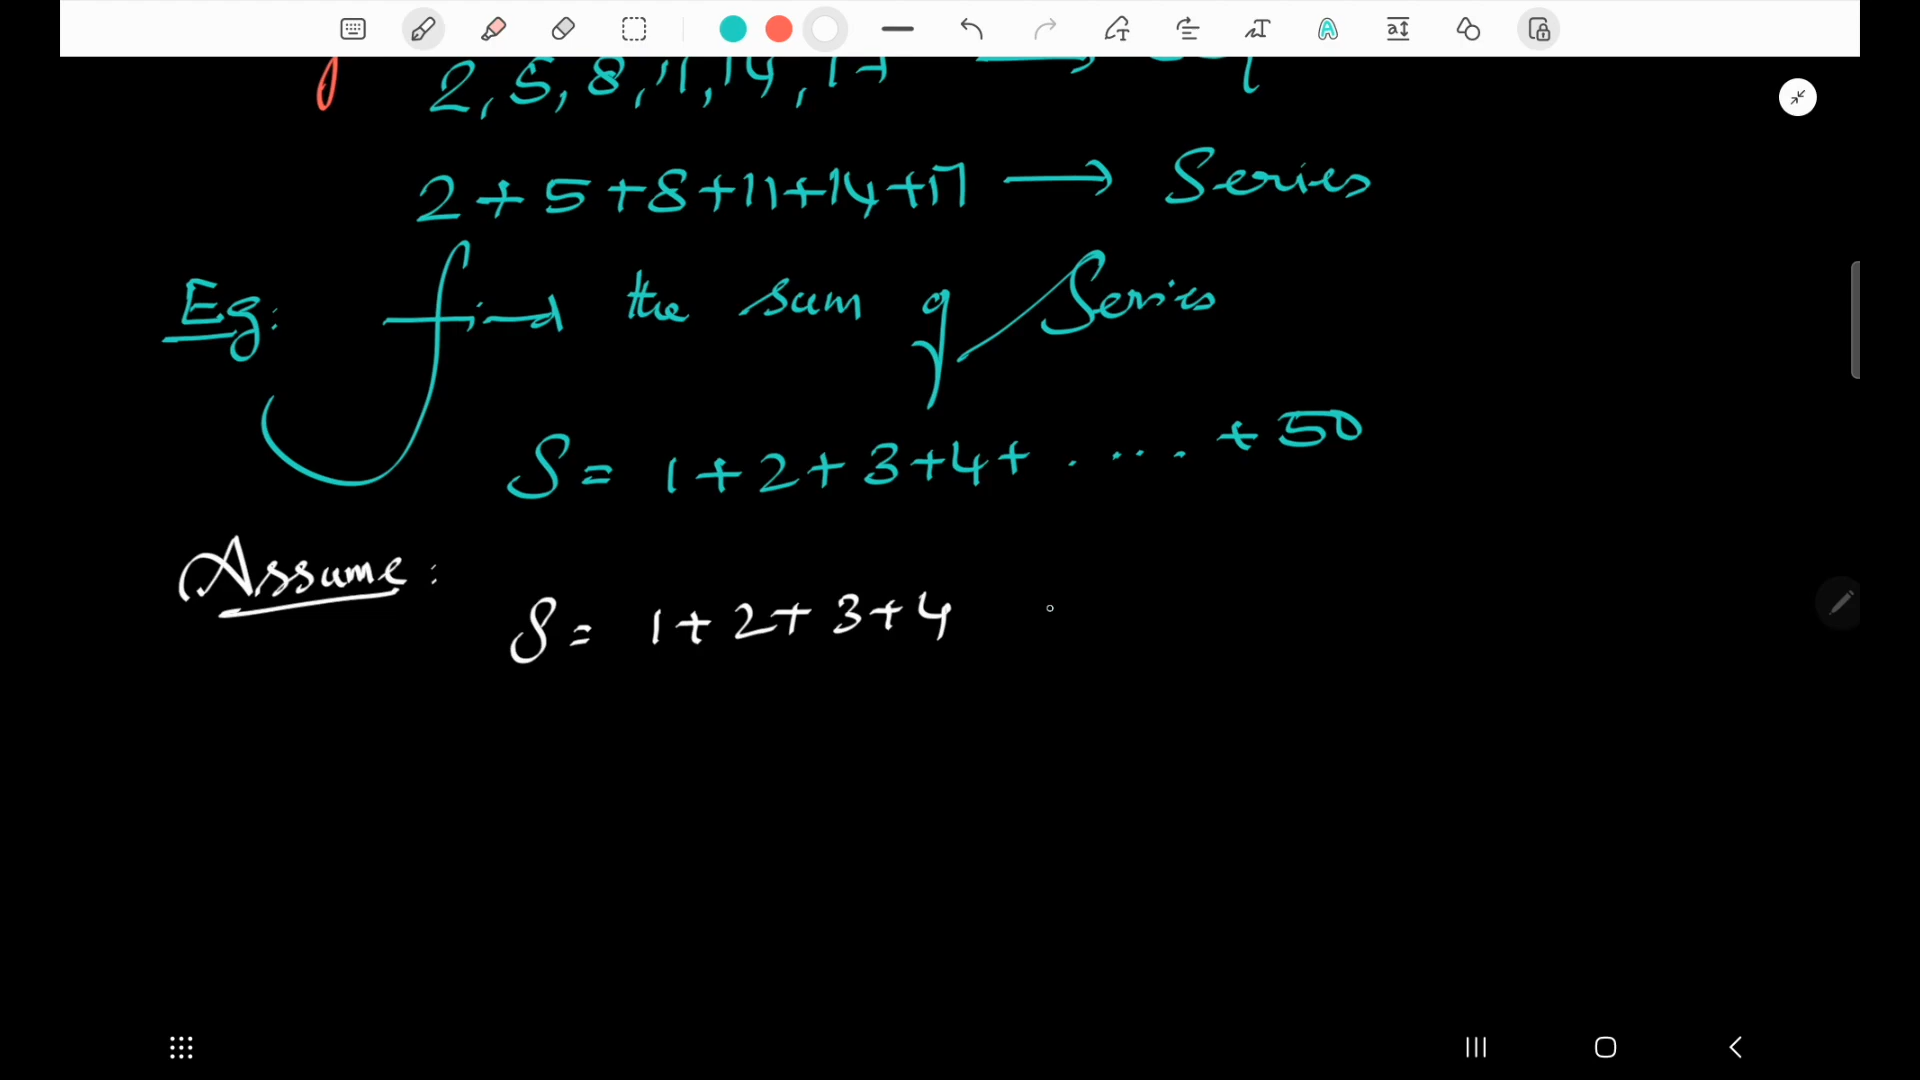 2, 5, 8, 11, 14, 17
2 + 5 + 8 + 11 + 14 + 17 → Series
Eg: find the sum of Series
S = 1 + 2 + 3 + 4 + ..... + 50
Assume:
S = 1 + 2 + 3 + 4